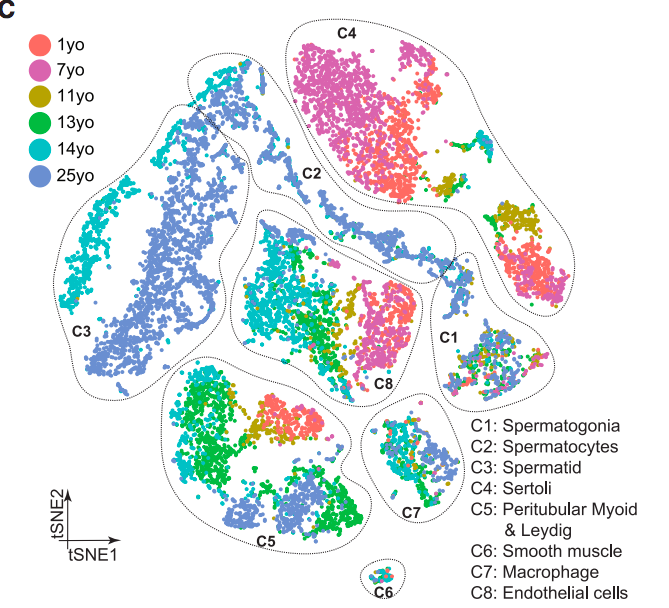 C
1yo
7yo
11yo
13yo
14yo
25yo
C4
C2
C3
C1
C8
C5
C7
C6
tSNE2
tSNE1
C1: Spermatogonia
C2: Spermatocytes
C3: Spermatid
C4: Sertoli
C5: Peritubular Myoid
& Leydig
C6: Smooth muscle
C7: Macrophage
C8: Endothelial cells